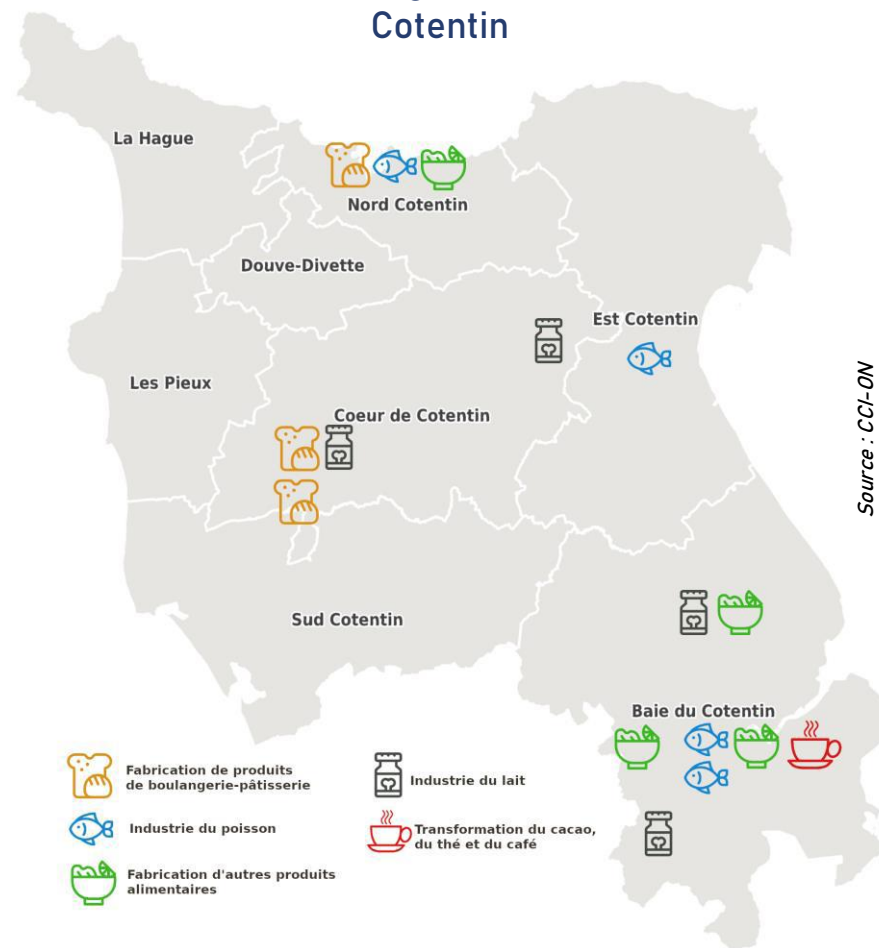 Cotentin
La Hague
Nord Cotentin
Douve-Divette
Est Cotentin
Les Pieux
Coeur de Cotentin
Source : CCI-ON
Sud Cotentin
Baie du Cotentin
Fabrication de produits
de boulangerie-pâtisserie
Industrie du poisson
Fabrication d'autres produits
alimentaires
Industrie du lait
Transformation du cacao,
du thé et du café